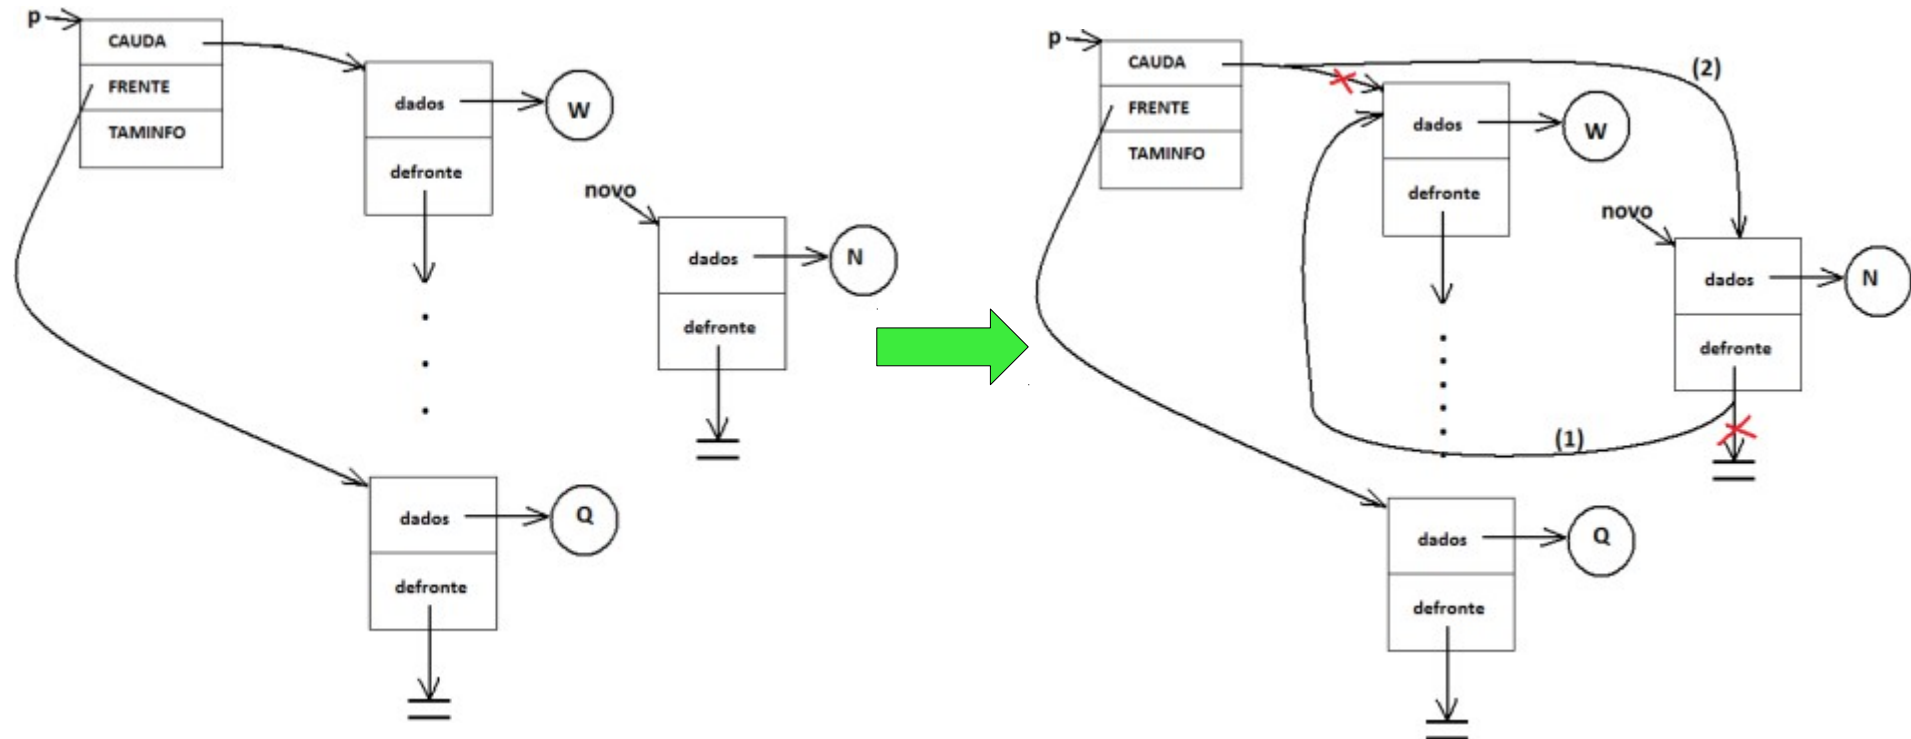 p
CAUDA
FRENTE
TAMINFO
dados
W
defronte
novo
dados
N
defronte
dados
Q
defronte
p
CAUDA
(2)
FRENTE
TAMINFO
dados
W
defronte
novo
dados
N
defronte
(1)
dados
Q
defronte